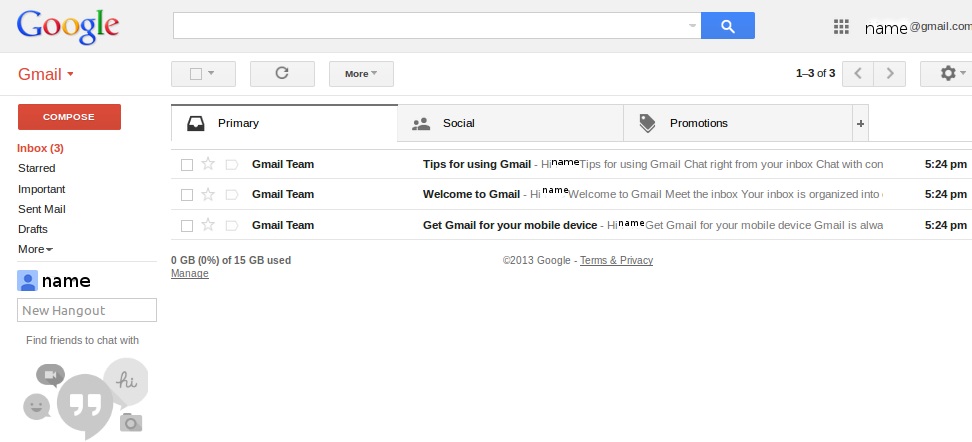 Google
name@gmail.com
Gmail
More
1–3 of 3
COMPOSE
Primary
Social
Promotions
+
Inbox (3)
Starred
Important
Sent Mail
Drafts
More
Gmail Team Tips for using Gmail - Hi name Tips for using Gmail Chat right from your inbox Chat with con 5:24 pm
Gmail Team Welcome to Gmail - Hi name Welcome to Gmail Meet the inbox Your inbox is organized into 5:24 pm
Gmail Team Get Gmail for your mobile device - Hi name Get Gmail for your mobile device Gmail is alwa 5:24 pm
0 GB (0%) of 15 GB used
Manage
©2013 Google - Terms & Privacy
name
New Hangout
Find friends to chat with
hi